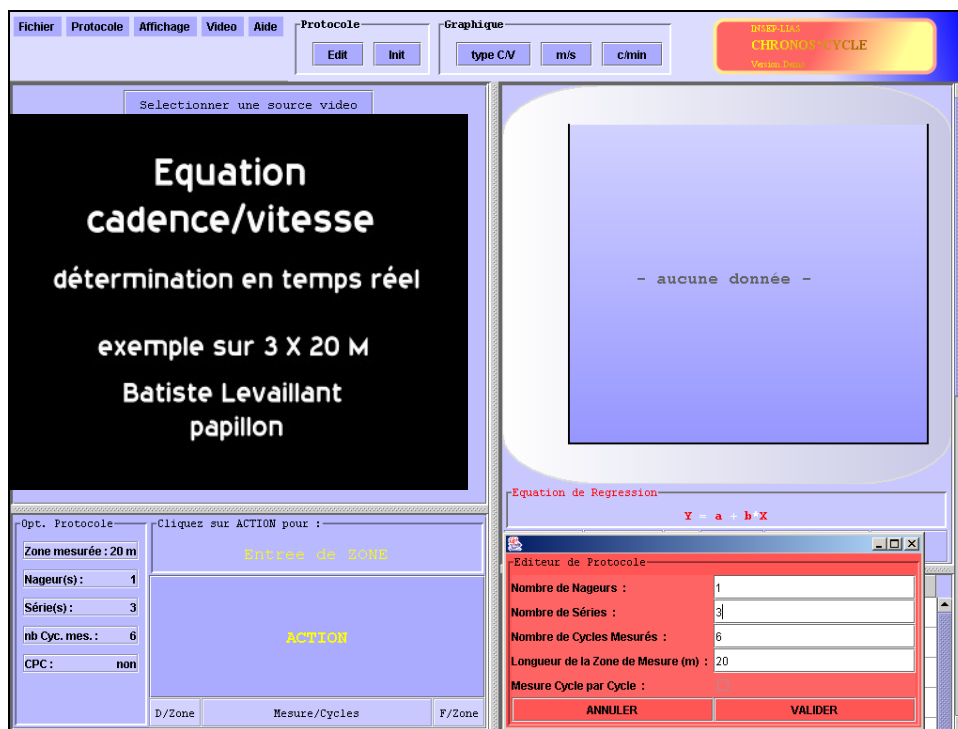 Fichier Protocole Affichage Video Aide
Protocole
Edit Init
Graphique
type C/V m/s c/min
INSEP-LIAS
CHRONOS-CYCLE
Version Demo
Selectionner une source video
Equation
cadence/vitesse
détermination en temps réel
exemple sur 3 X 20 M
Batiste Levaillant
papillon
- aucune donnée -
Equation de Regression
Y = a + b*X
Opt. Protocole
Zone mesurée : 20 m
Nageur(s) : 1
Série(s) : 3
nb Cyc. mes. : 6
CPC : non
Cliquez sur ACTION pour :
Entree de ZONE
ACTION
D/Zone Mesure/Cycles F/Zone
Editeur de Protocole
Nombre de Nageurs : 1
Nombre de Séries : 3
Nombre de Cycles Mesurés : 6
Longueur de la Zone de Mesure (m) : 20
Mesure Cycle par Cycle :
ANNULER VALIDER